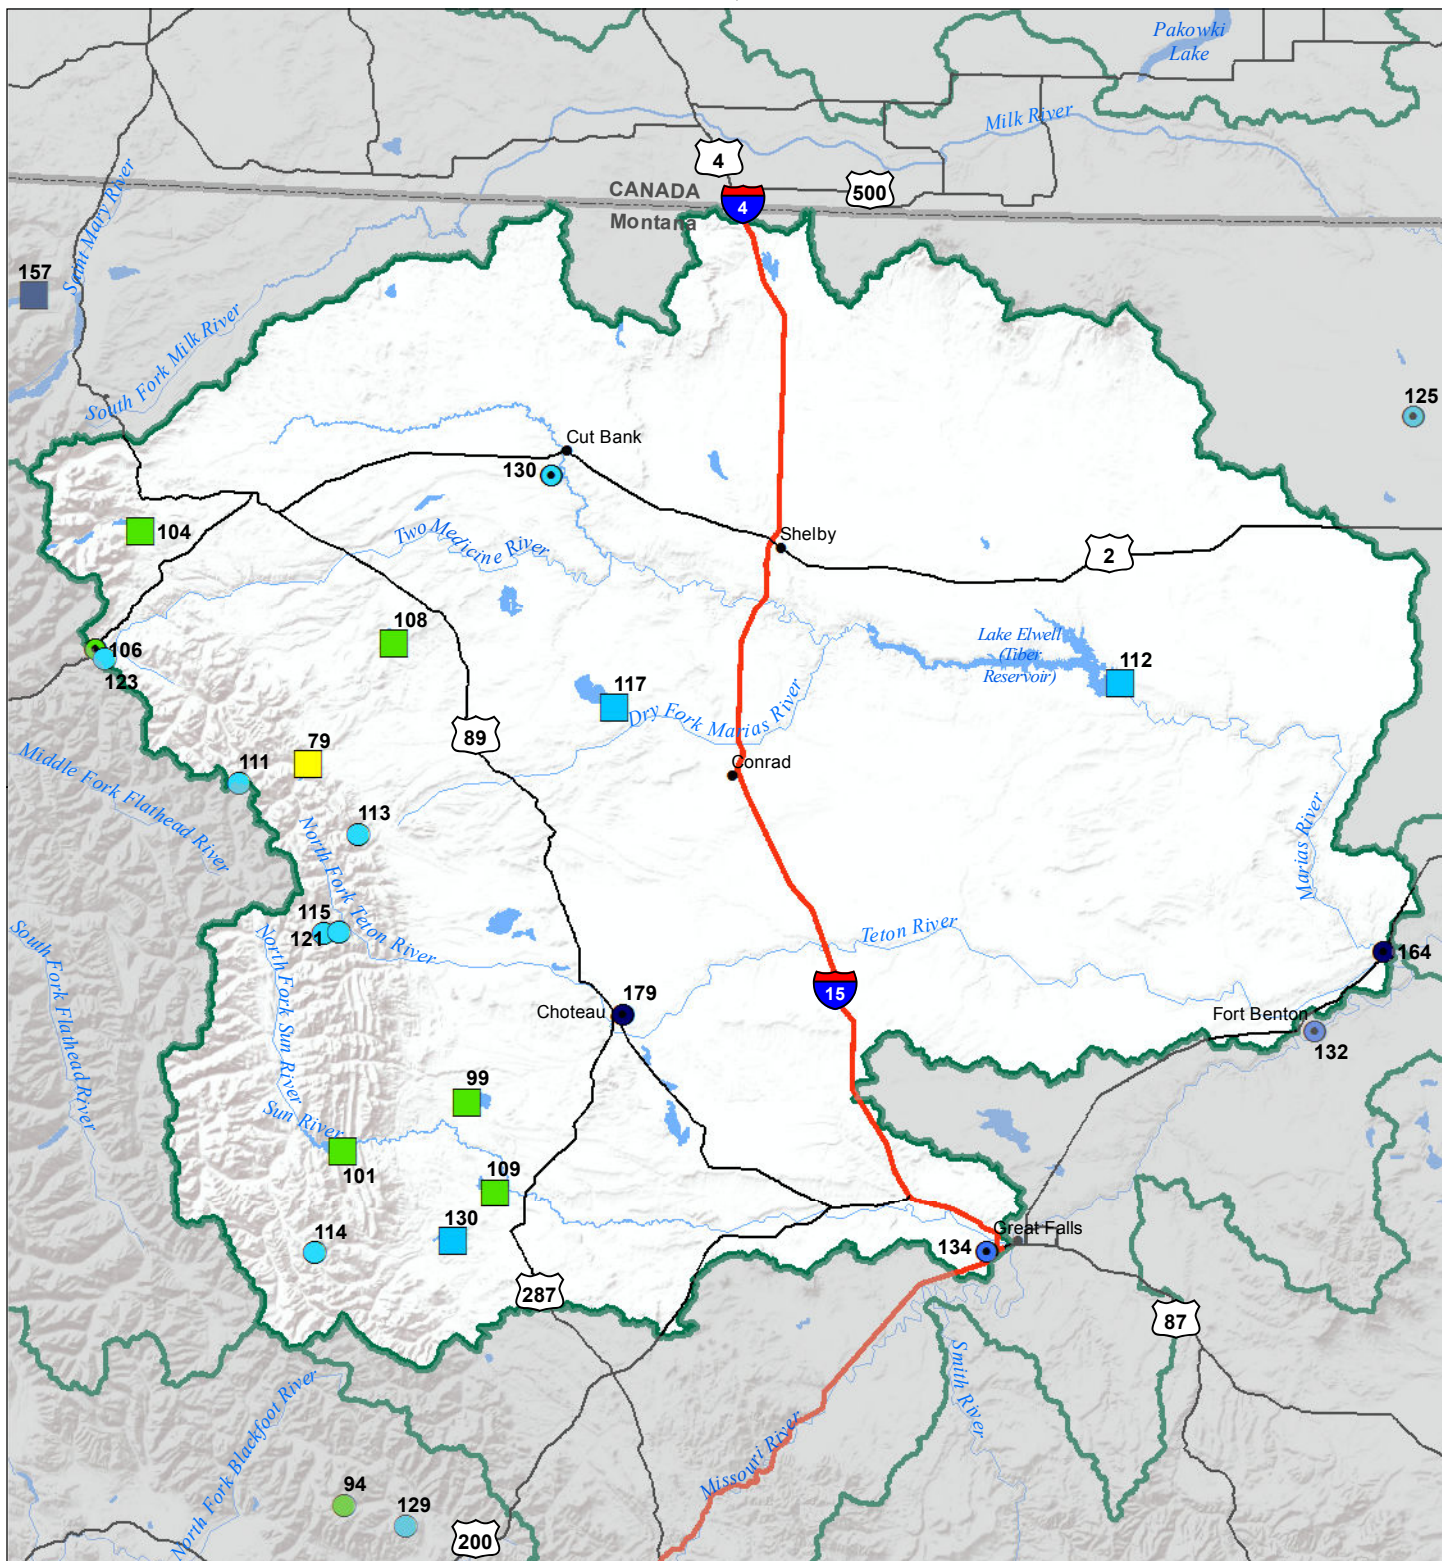 Pakowki
Lake
Milk River
4
CANADA
500
4
Montana
Saint Mary River
157
South Fork Milk River
125
Cut Bank
130
104
Two Medicine River
Shelby
2
108
Lake Elwell
(Tiber
Reservoir)
106
123
112
117
Dry Fork Marias River
89
79
Middle Fork Flathead River
111
Conrad
113
North Fork Teton River
Marias River
115
121
South Fork Flathead River
North Fork Sun River
Teton River
164
15
179
Choteau
Fort Benton
132
99
Sun River
101
109
130
114
134
Great Falls
287
87
Smith River
North Fork Blackfoot River
Missouri River
94
129
200